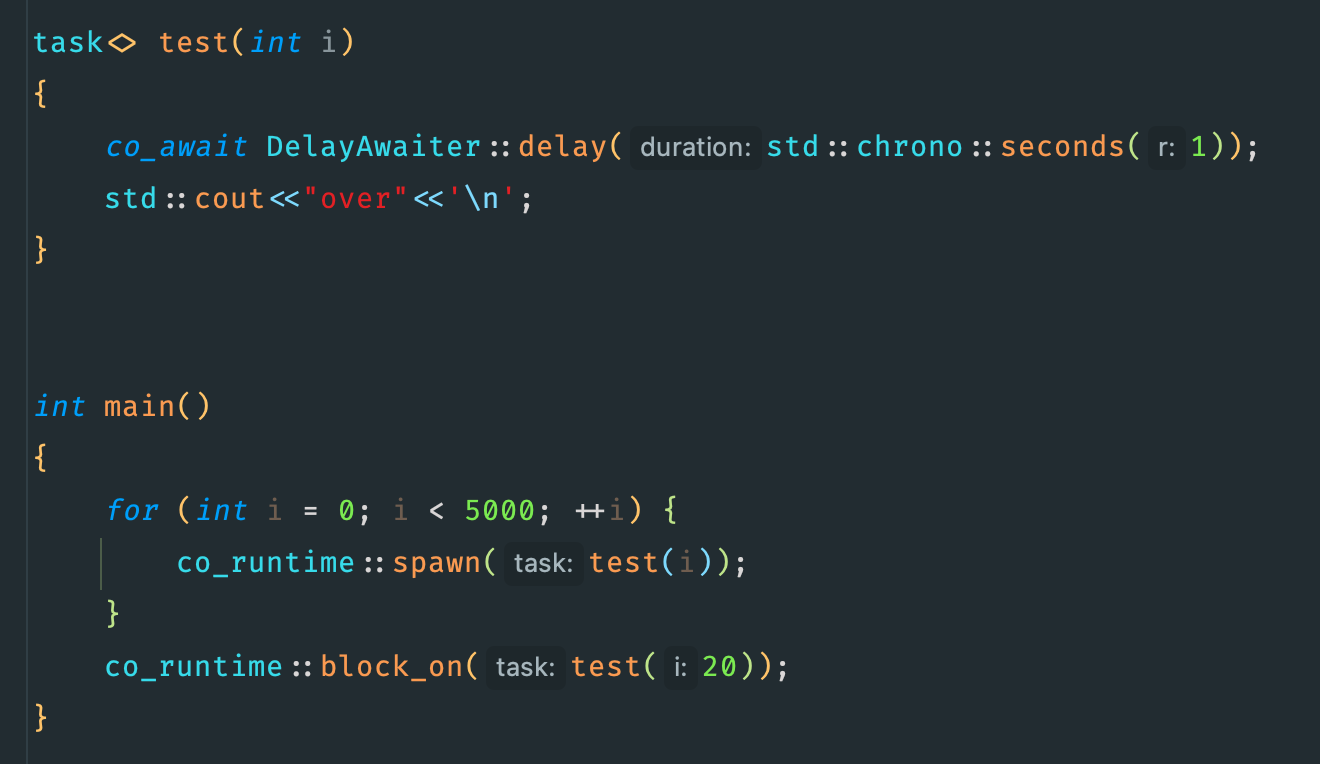 task<> test(int i)
{
    co_await DelayAwaiter::delay( duration: std::chrono::seconds( r: 1));
    std::cout<<"over"<<'\n';
}
int main()
{
    for (int i = 0; i < 5000; ++i) {
        co_runtime::spawn( task: test(i));
    }
    co_runtime::block_on( task: test( i: 20));
}